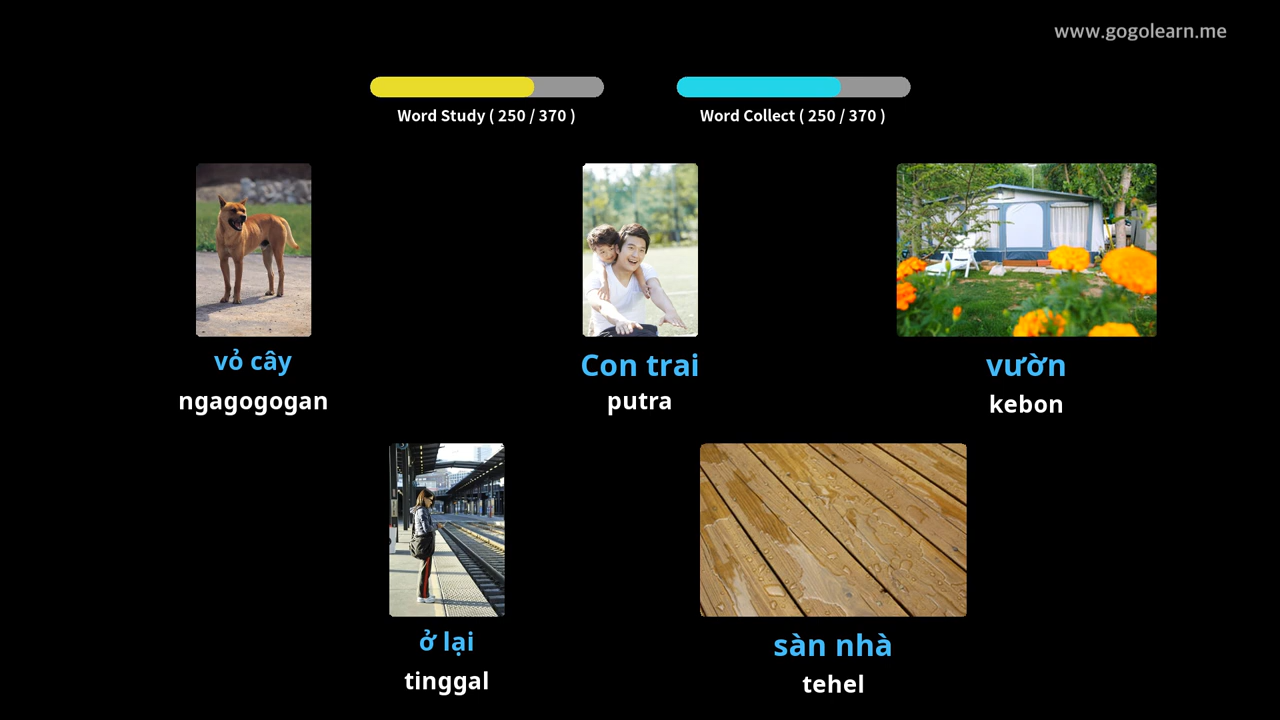 www.gogolearn.me
Word Study ( 250 / 370 )
Word Collect ( 250 / 370 )
vỏ cây
ngagogogan
Con trai
putra
vườn
kebon
ở lại
tinggal
sàn nhà
tehel